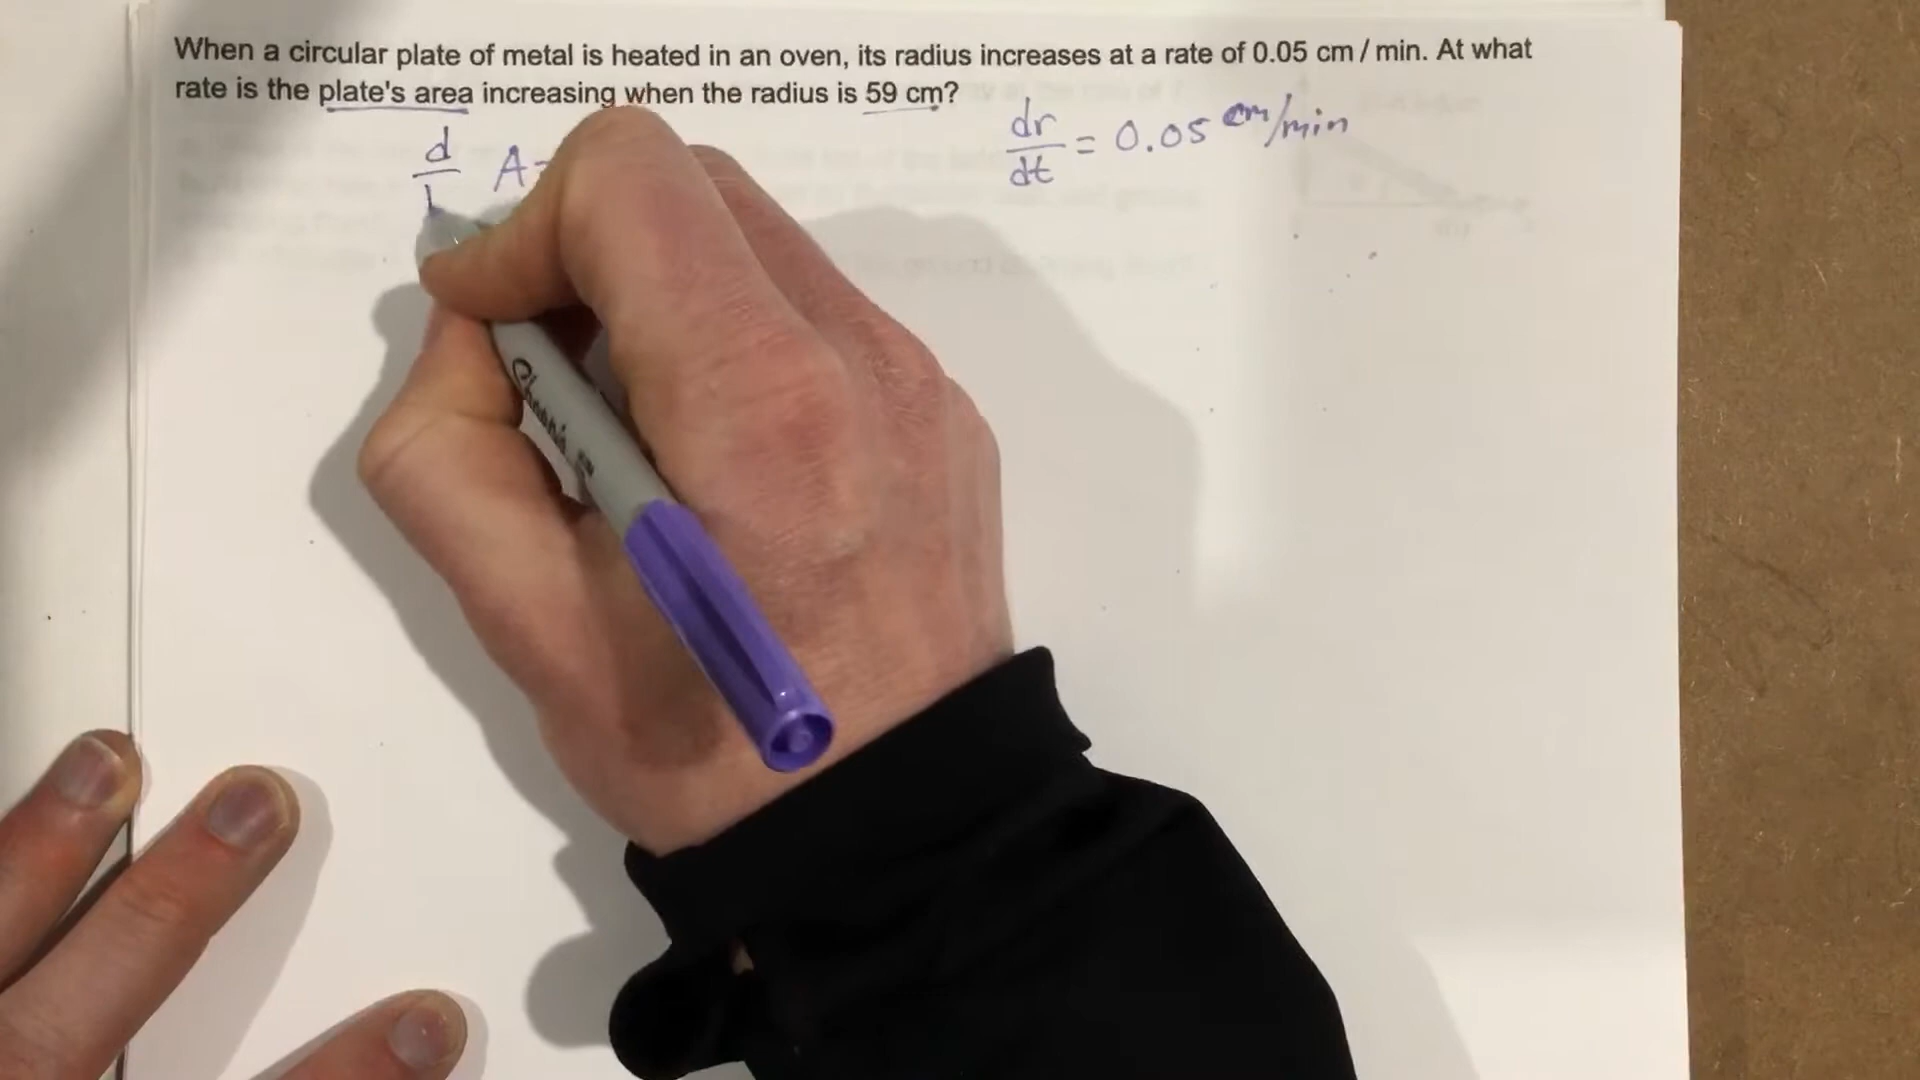 When a circular plate of metal is heated in an oven, its radius increases at a rate of 0.05 cm / min. At what
rate is the plate's area increasing when the radius is 59 cm?
dr/dt = 0.05 cm/min
d A=
Sharpie